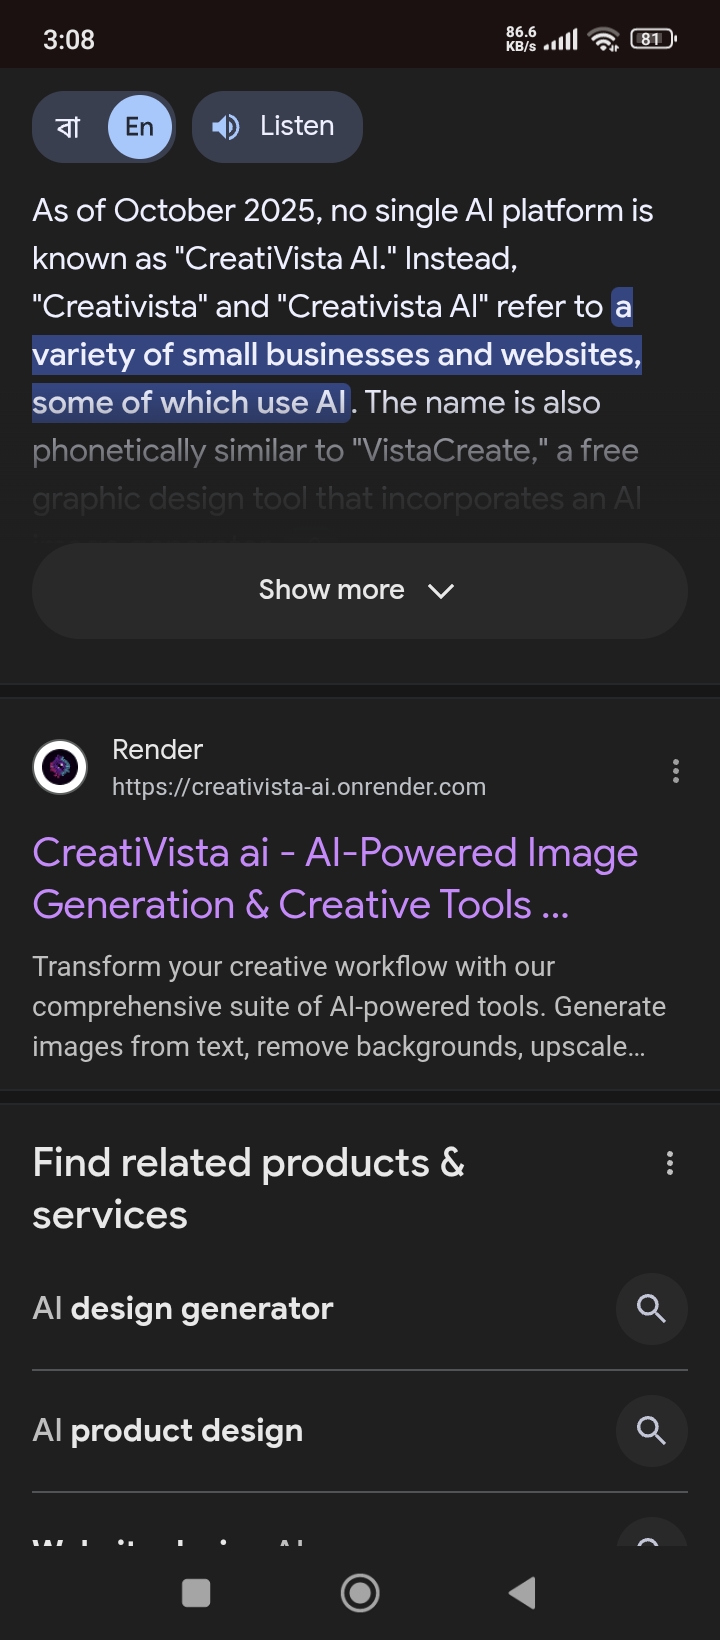 3:08
86.6
KB/s
81
বা En Listen
As of October 2025, no single AI platform is
known as "CreatiVista AI." Instead,
"Creativista" and "Creativista AI" refer to a
variety of small businesses and websites,
some of which use AI. The name is also
phonetically similar to "VistaCreate," a free
graphic design tool that incorporates an AI
Show more
Render
https://creativista-ai.onrender.com
CreatiVista ai - AI-Powered Image
Generation & Creative Tools ...
Transform your creative workflow with our
comprehensive suite of AI-powered tools. Generate
images from text, remove backgrounds, upscale...
Find related products &
services
AI design generator
AI product design